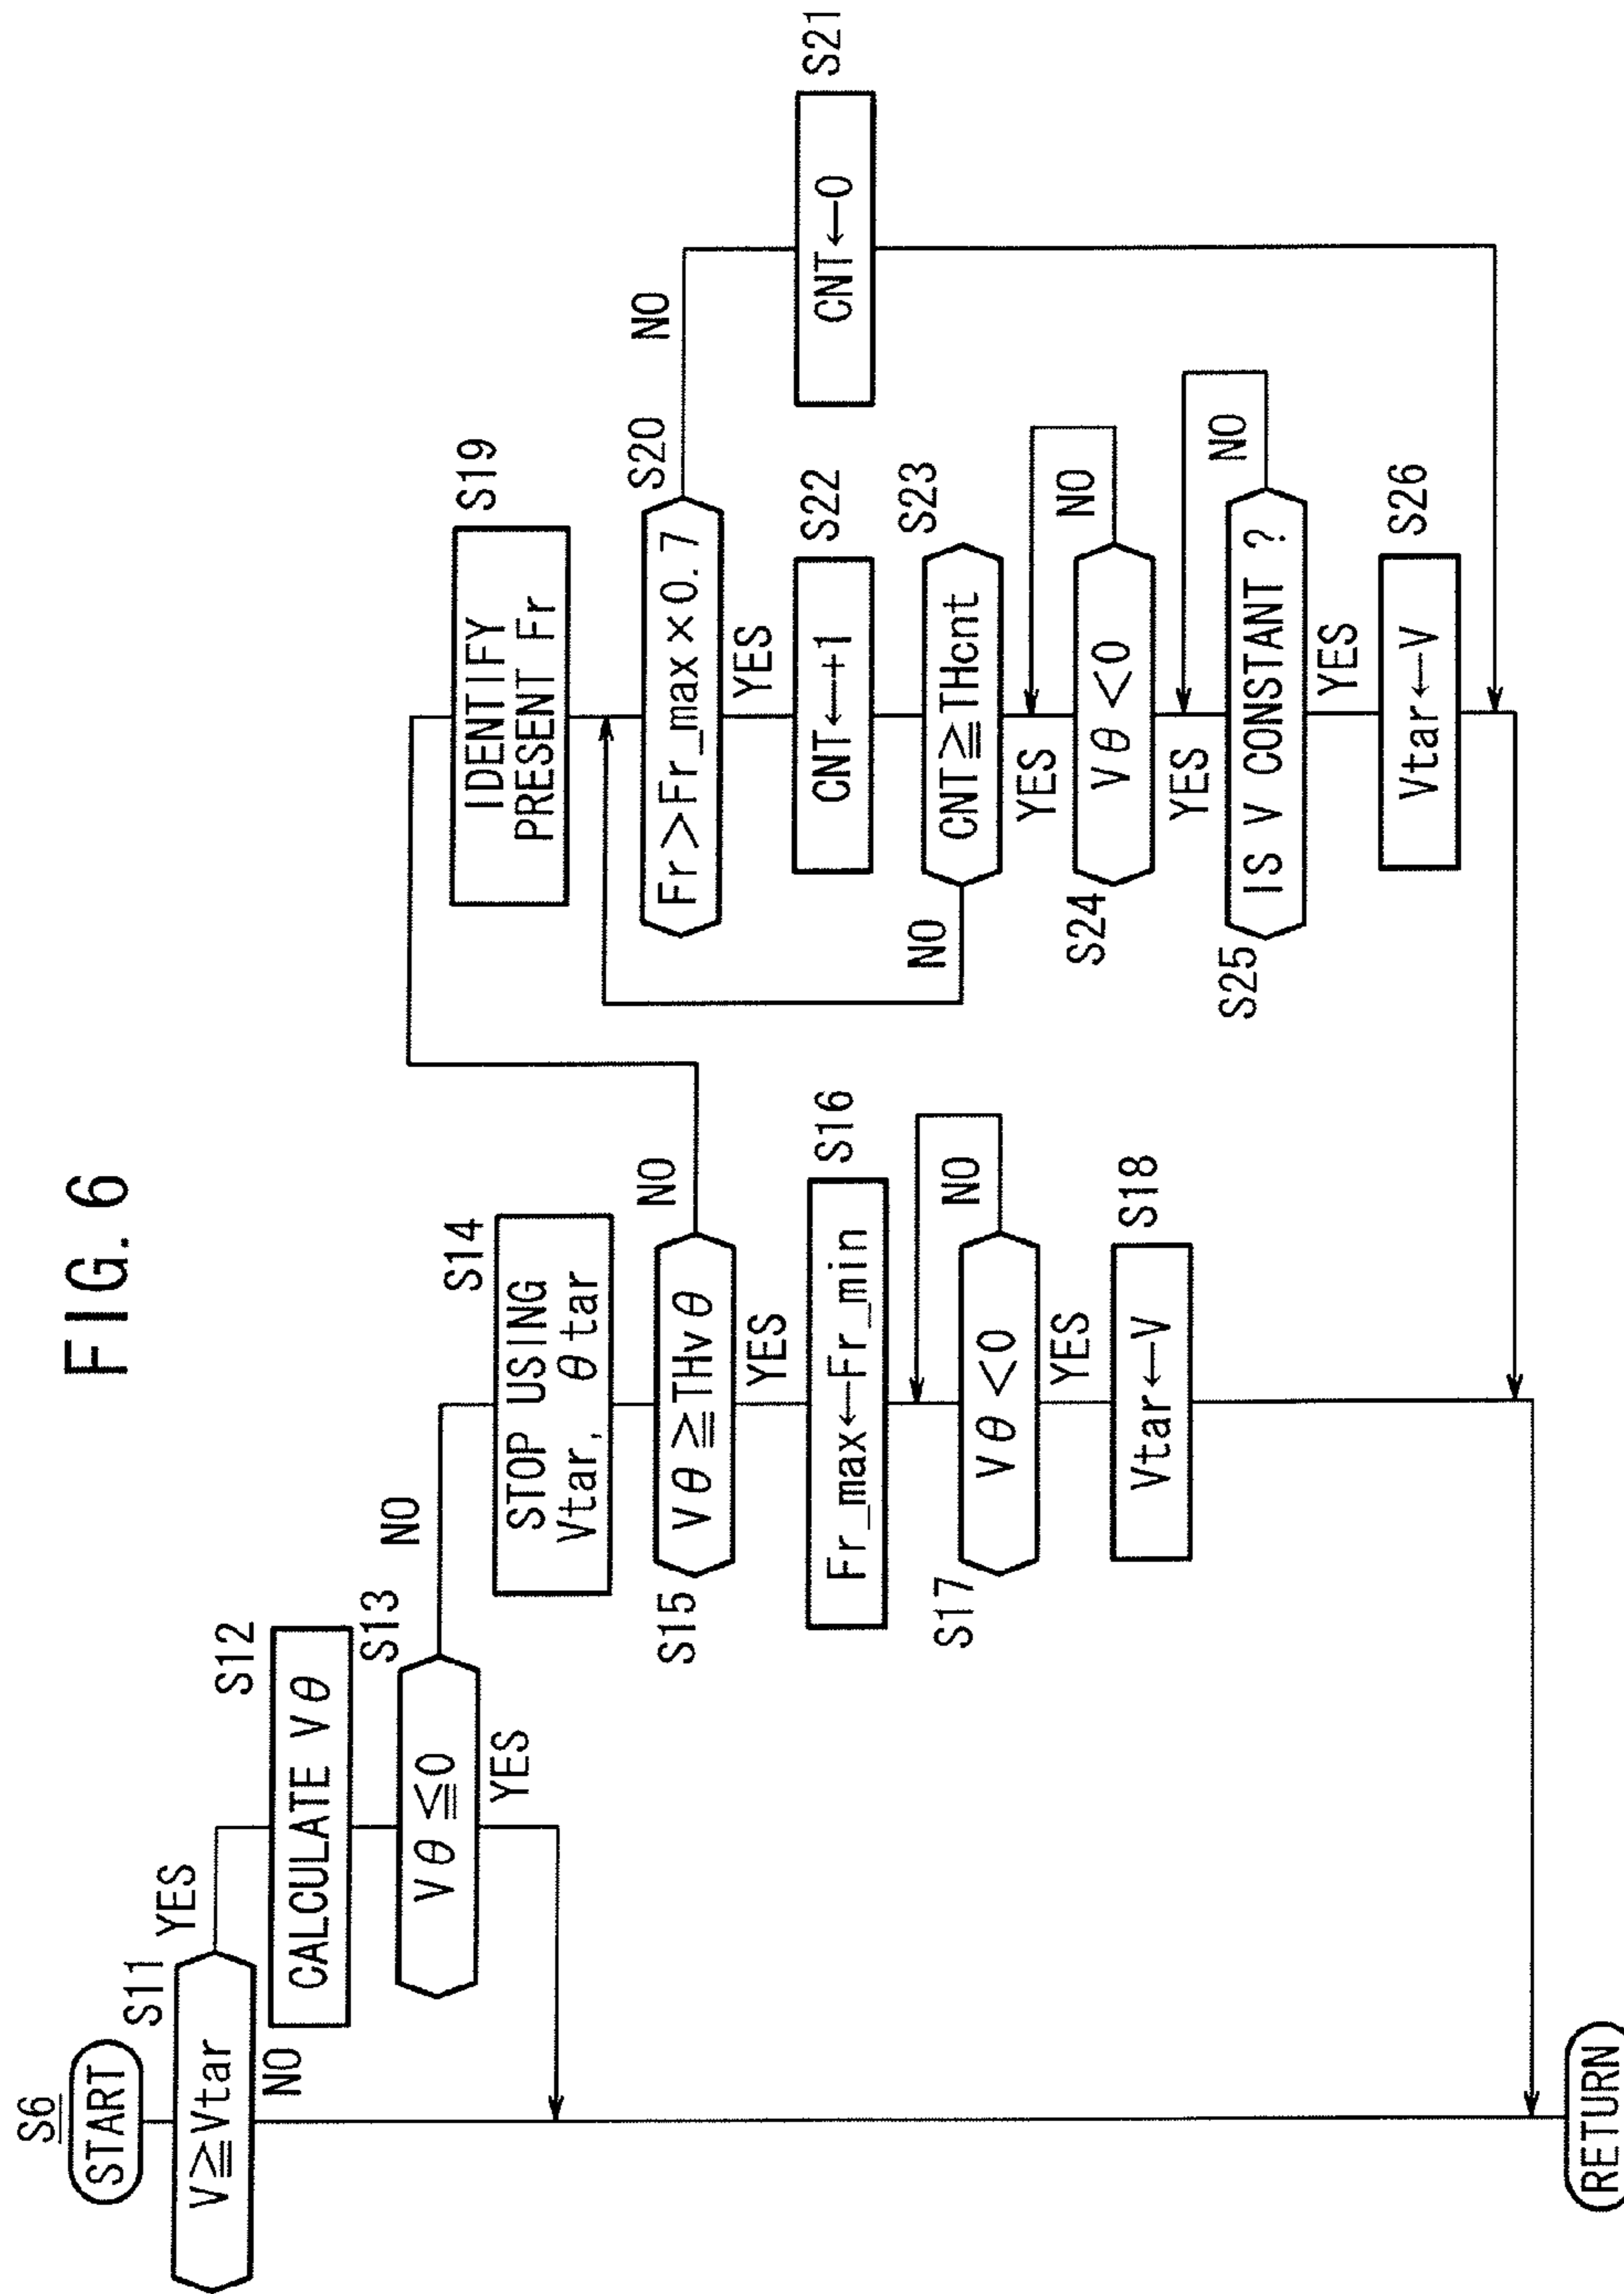 FIG. 6
S6
START
S11
V≧Vtar
YES
NO
S12
CALCULATE Vθ
S13
Vθ≦0
NO
YES
S14
STOP USING
Vtar, θtar
S15
Vθ≧THvθ
NO
YES
S16
Fr_max←Fr_min
S17
Vθ<0
NO
YES
S18
Vtar←V
S19
IDENTIFY
PRESENT Fr
S20
Fr>Fr_max×0.7
NO
YES
S21
CNT←0
S22
CNT←+1
S23
CNT≧THcnt
NO
YES
S24
Vθ<0
NO
YES
S25
IS V CONSTANT ?
NO
YES
S26
Vtar←V
RETURN